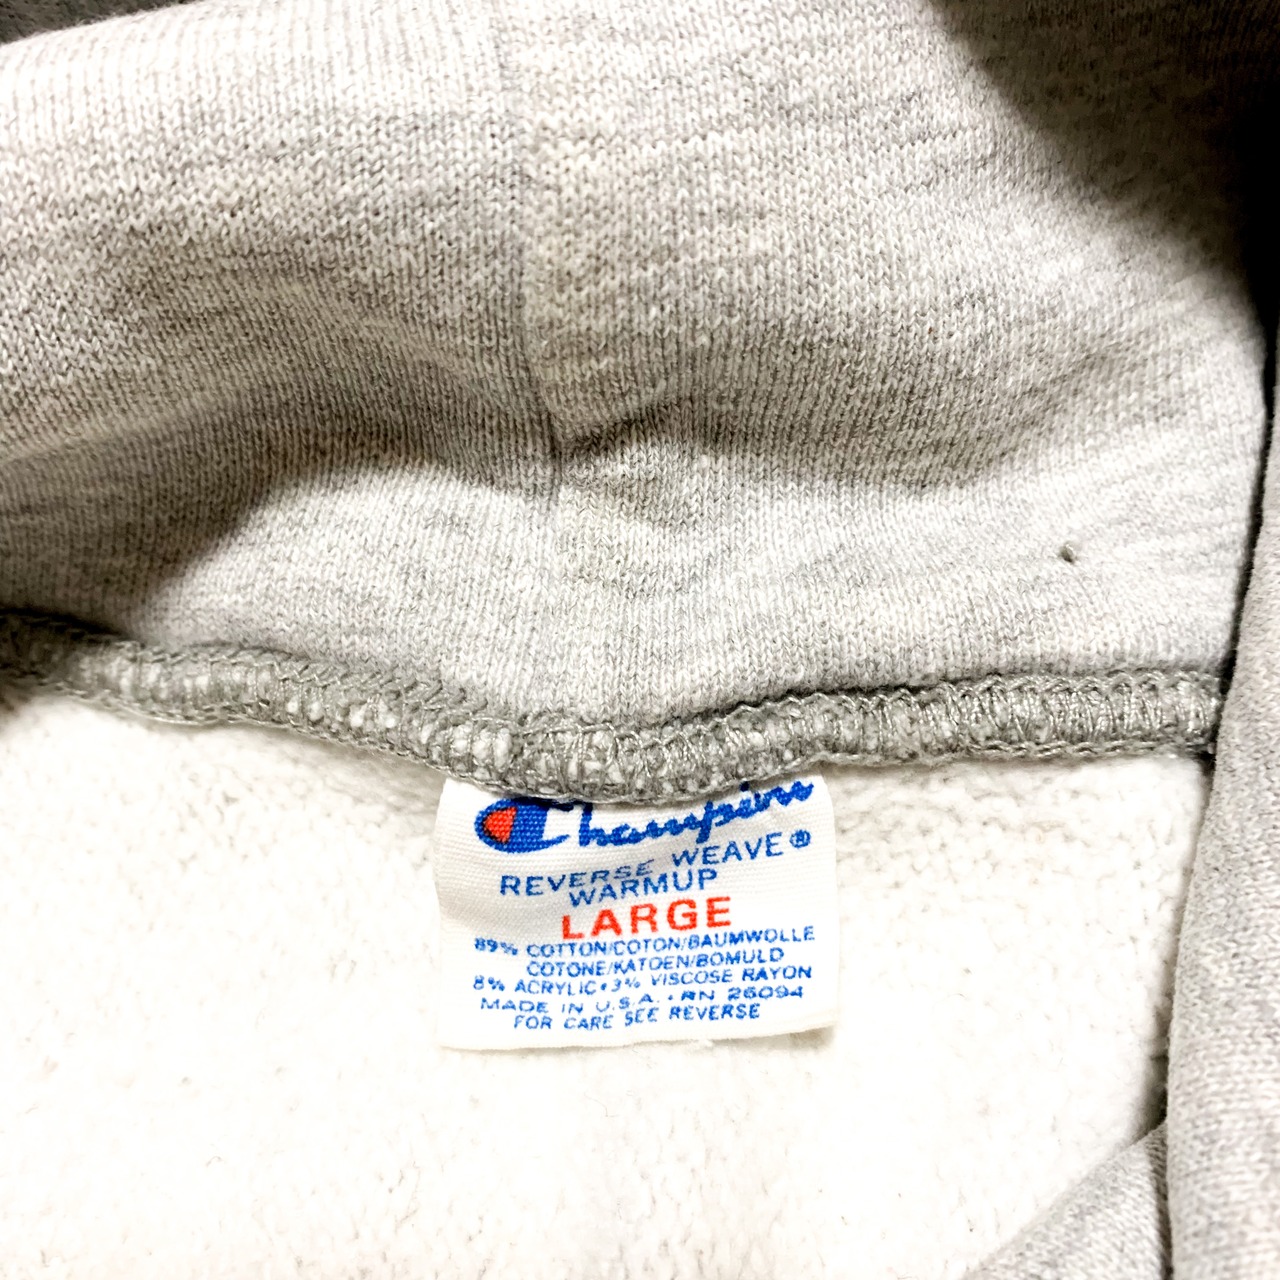 Champion
REVERSE WEAVE®
WARMUP
LARGE
89% COTTON/COTON/BAUMWOLLE
COTONE/KATOEN/BOMULD
8% ACRYLIC • 3% VISCOSE RAYON
MADE IN U.S.A. • RN 26094
FOR CARE SEE REVERSE